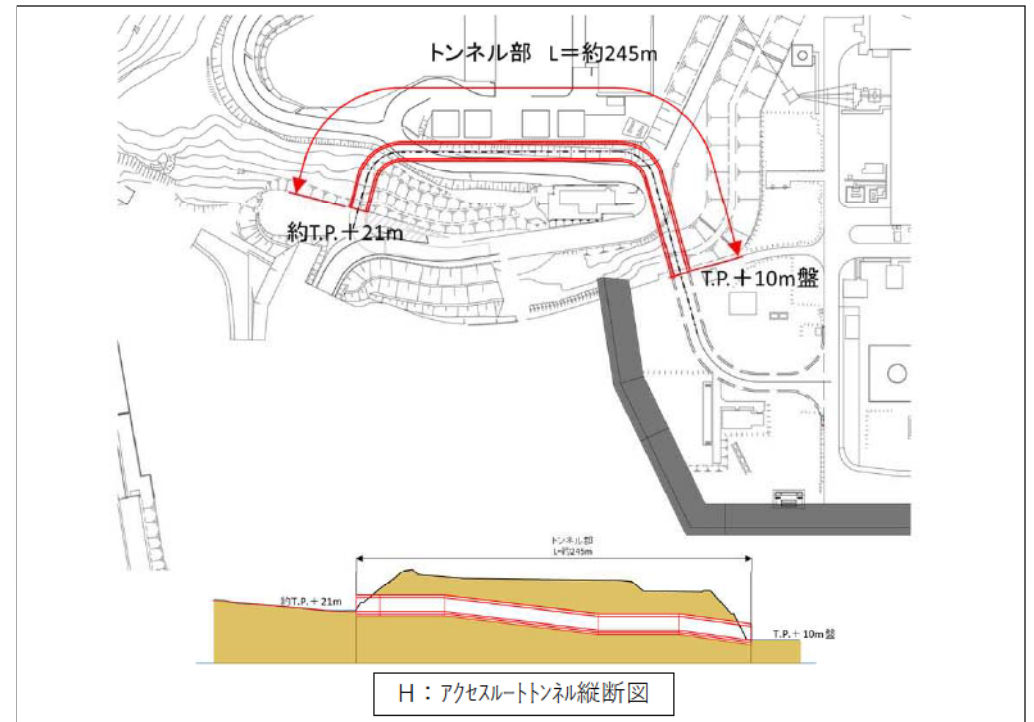 トンネル部 L=約245m
約T.P.+21m
T.P.+10m盤
トンネル部
L=約245m
約T.P.+21m
T.P.+10m盤
H:アクセスルートトンネル縦断図